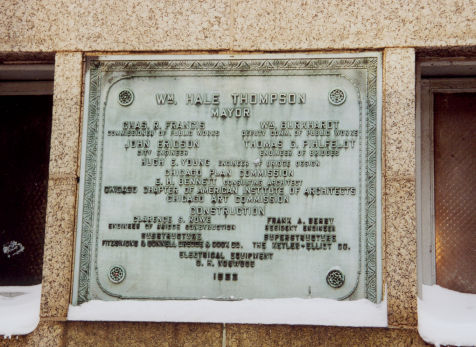 WM. HALE THOMPSON
MAYOR
CHAS. R. FRANCIS
COMMISSIONER OF PUBLIC WORKS
WM. BURKHARDT
DEPUTY COMM. OF PUBLIC WORKS
JOHN ERICSON
CITY ENGINEER
THOMAS G. PIHLFELDT
ENGINEER OF BRIDGES
HUGH E. YOUNG ENGINEER OF BRIDGE DESIGN
CHICAGO PLAN COMMISSION
E. H. BENNETT CONSULTING ARCHITECT
CHICAGO CHAPTER OF AMERICAN INSTITUTE OF ARCHITECTS
CHICAGO ART COMMISSION
CONSTRUCTION
CLARENCE S. ROWE
ENGINEER OF BRIDGE CONSTRUCTION
FRANK A. BERRY
RESIDENT ENGINEER
SUBSTRUCTURE
FITZSIMONS & CONNELL DREDGE & DOCK CO.
SUPERSTRUCTURE
THE KETLER-ELLIOTT CO.
ELECTRICAL EQUIPMENT
C. H. NORWOOD